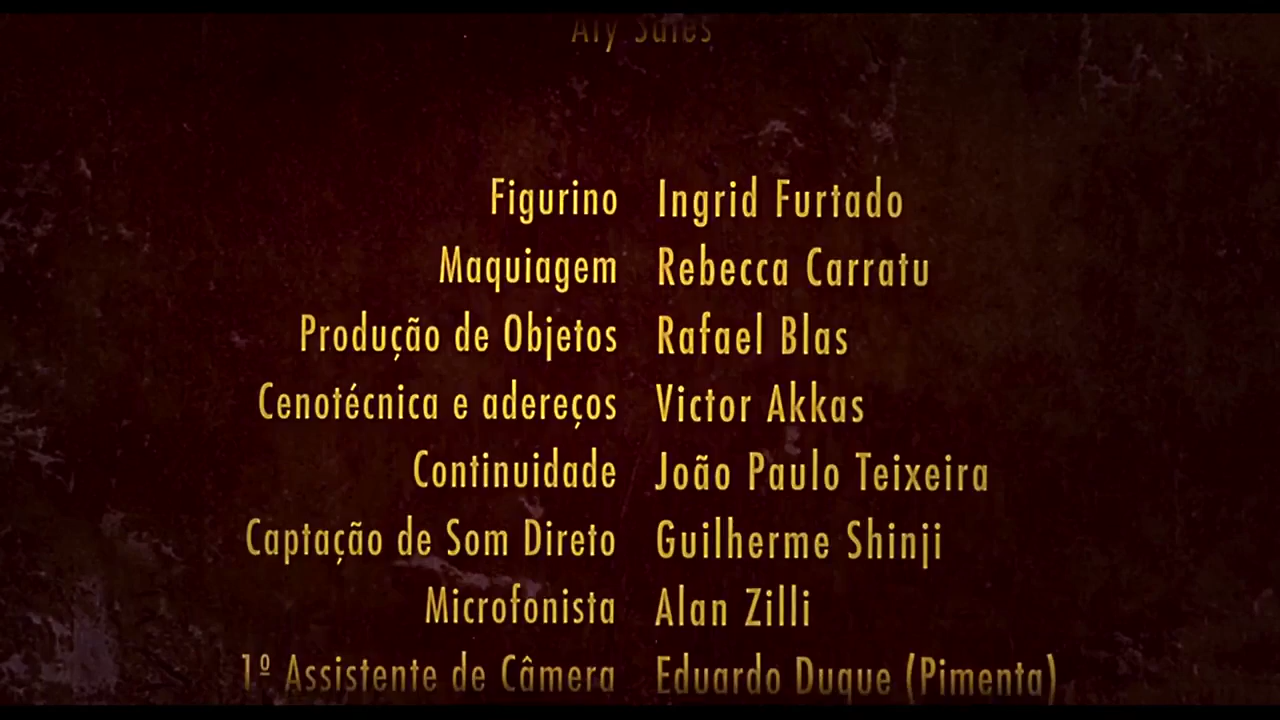 Figurino Ingrid Furtado
Maquiagem Rebecca Carratu
Produção de Objetos Rafael Blas
Cenotécnica e adereços Victor Akkas
Continuidade João Paulo Teixeira
Captação de Som Direto Guilherme Shinji
Microfonista Alan Zilli
1º Assistente de Câmera Eduardo Duque (Pimenta)